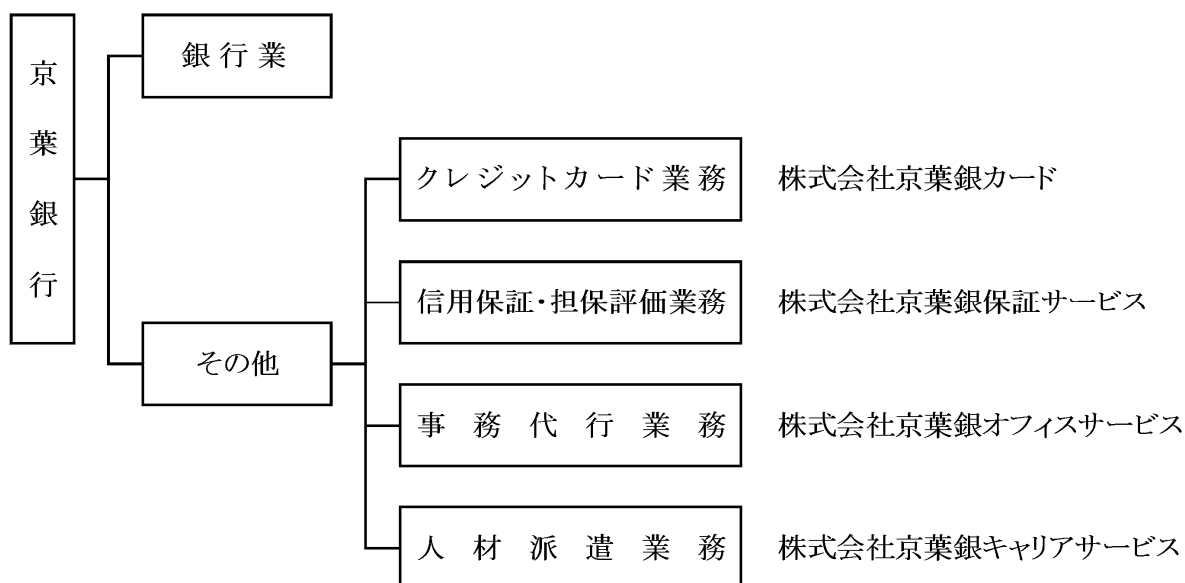 京葉銀行
銀行業
クレジットカード業務 株式会社京葉銀カード
信用保証・担保評価業務 株式会社京葉銀保証サービス
その他
事務代行業務 株式会社京葉銀オフィスサービス
人材派遣業務 株式会社京葉銀キャリアサービス